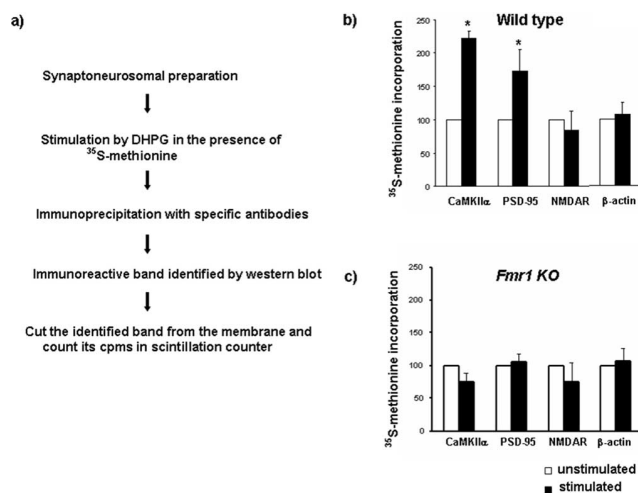 a)
Synaptoneurosomal preparation
Stimulation by DHPG in the presence of
35S-methionine
Immunoprecipitation with specific antibodies
Immunoreactive band identified by western blot
Cut the identified band from the membrane and
count its cpms in scintillation counter
b)
Wild type
35S-methionine incorporation
250
200
150
100
50
0
*
*
CaMKIIα
PSD-95
NMDAR
β-actin
c)
Fmr1 KO
35S-methionine incorporation
250
200
150
100
50
0
CaMKIIα
PSD-95
NMDAR
β-actin
unstimulated
stimulated